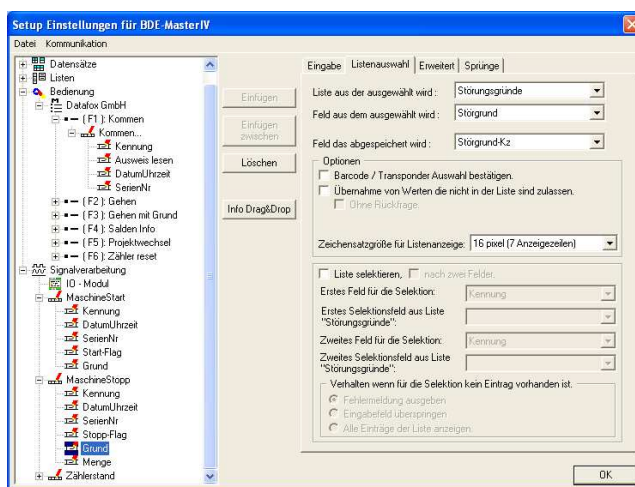 Setup Einstellungen für BDE-MasterIV
Datei Kommunikation
Datensätze
Listen
Bedienung
Datafox GmbH
( F1 ): Kommen
Kommen...
Kennung
Ausweis lesen
DatumUhrzeit
SerienNr
( F2 ): Gehen
( F3 ): Gehen mit Grund
( F4 ): Salden Info
( F5 ): Projektwechsel
( F6 ): Zähler reset
Signalverarbeitung
IO - Modul
MaschineStart
Kennung
DatumUhrzeit
SerienNr
Start-Flag
Grund
MaschineStopp
Kennung
DatumUhrzeit
SerienNr
Stopp-Flag
Grund
Menge
Zählerstand
Einfügen
Einfügen
zwischen
Löschen
Info Drag&Drop
Eingabe Listenauswahl Erweitert Sprünge
Liste aus der ausgewählt wird : Störungsgründe
Feld aus dem ausgewählt wird : Störgrund
Feld das abgespeichert wird : Störgrund-Kz
Optionen
Barcode / Transponder Auswahl bestätigen.
Übernahme von Werten die nicht in der Liste sind zulassen.
Ohne Rückfrage.
Zeichensatzgröße für Listenanzeige: 16 pixel (7 Anzeigezeilen)
Liste selektieren, nach zwei Felder.
Erstes Feld für die Selektion: Kennung
Erstes Selektionsfeld aus Liste
"Störungsgründe":
Zweites Feld für die Selektion: Kennung
Zweites Selektionsfeld aus Liste
"Störungsgründe":
Verhalten wenn für die Selektion kein Eintrag vorhanden ist.
Fehlermeldung ausgeben
Eingabefeld überspringen
Alle Einträge der Liste anzeigen.
OK